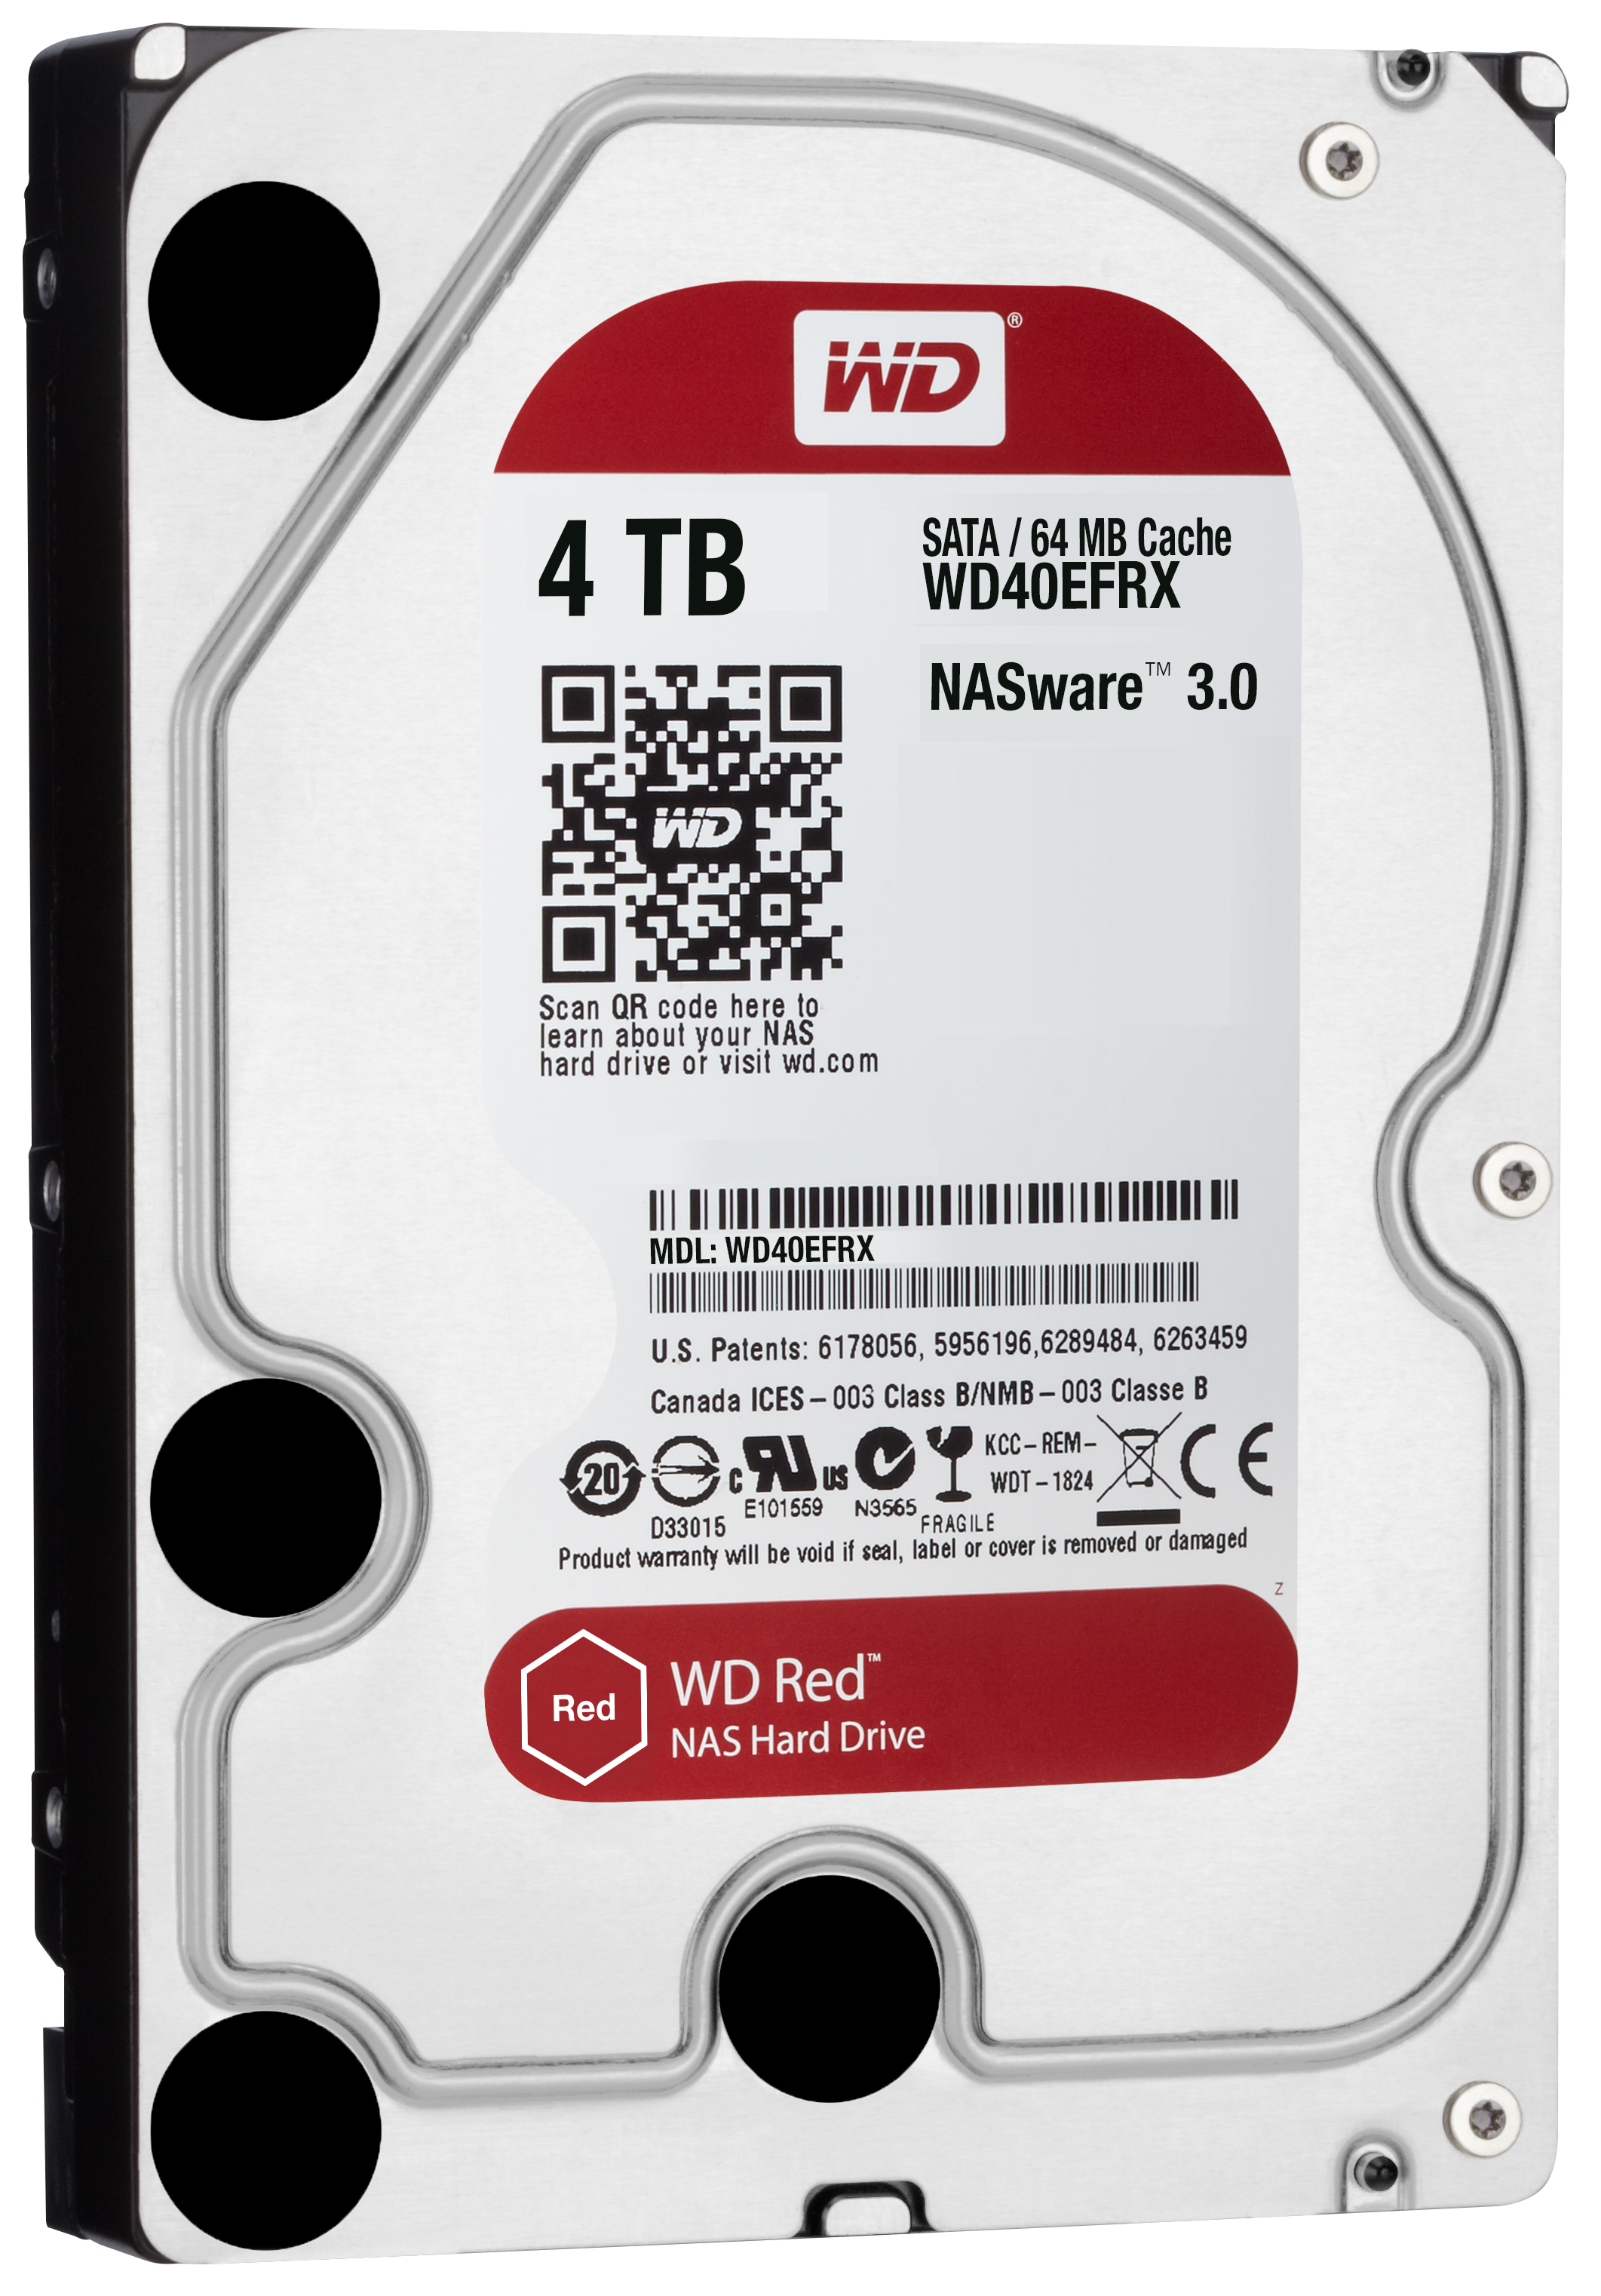 WD®
4 TB
SATA / 64 MB Cache
WD40EFRX
NASware™ 3.0
WD
Scan QR code here to
learn about your NAS
hard drive or visit wd.com
MDL: WD40EFRX
U.S. Patents: 6178056, 5956196,6289484, 6263459
Canada ICES – 003 Class B/NMB – 003 Classe B
KCC – REM –
WDT – 1824
20
c UR US
CE
E101559
N3565
D33015
FRAGILE
Product warranty will be void if seal, label or cover is removed or damaged
Z
Red
WD Red™
NAS Hard Drive